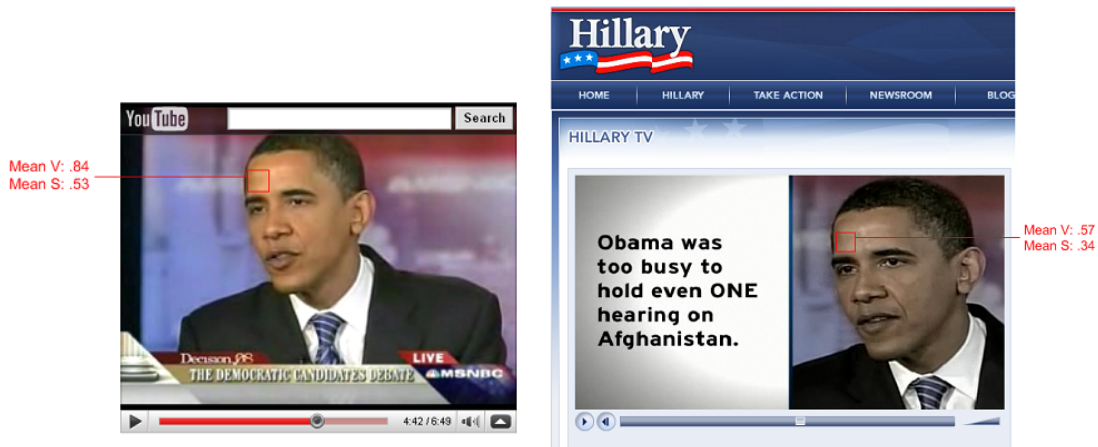 Hillary
HOME
HILLARY
TAKE ACTION
NEWSROOM
BLOG
HILLARY TV
YouTube
Search
Mean V: .84
Mean S: .53
Decision 08
LIVE
THE DEMOCRATIC CANDIDATES DEBATE
MSNBC
4:42 / 6:49
Obama was
too busy to
hold even ONE
hearing on
Afghanistan.
Mean V: .57
Mean S: .34